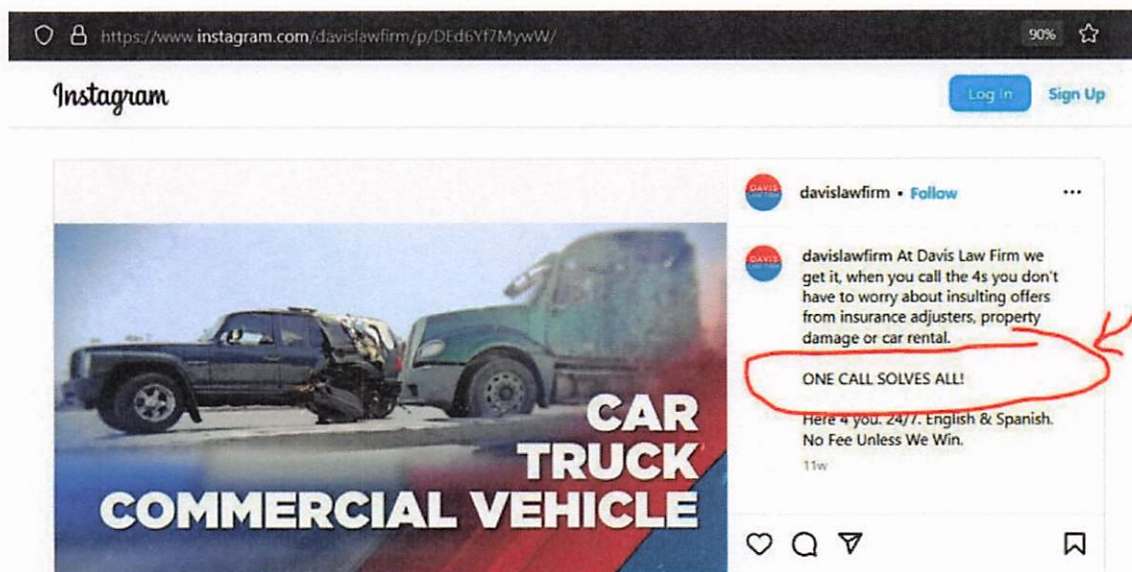 https://www.instagram.com/davislawfirm/p/DEd6Yf7MywW/
90%
Instagram
Log In
Sign Up
davislawfirm • Follow
davislawfirm At Davis Law Firm we
get it, when you call the 4s you don't
have to worry about insulting offers
from insurance adjusters, property
damage or car rental.
ONE CALL SOLVES ALL!
Here 4 you. 24/7. English & Spanish.
No Fee Unless We Win.
11w
CAR
TRUCK
COMMERCIAL VEHICLE
DAVIS
DAVIS